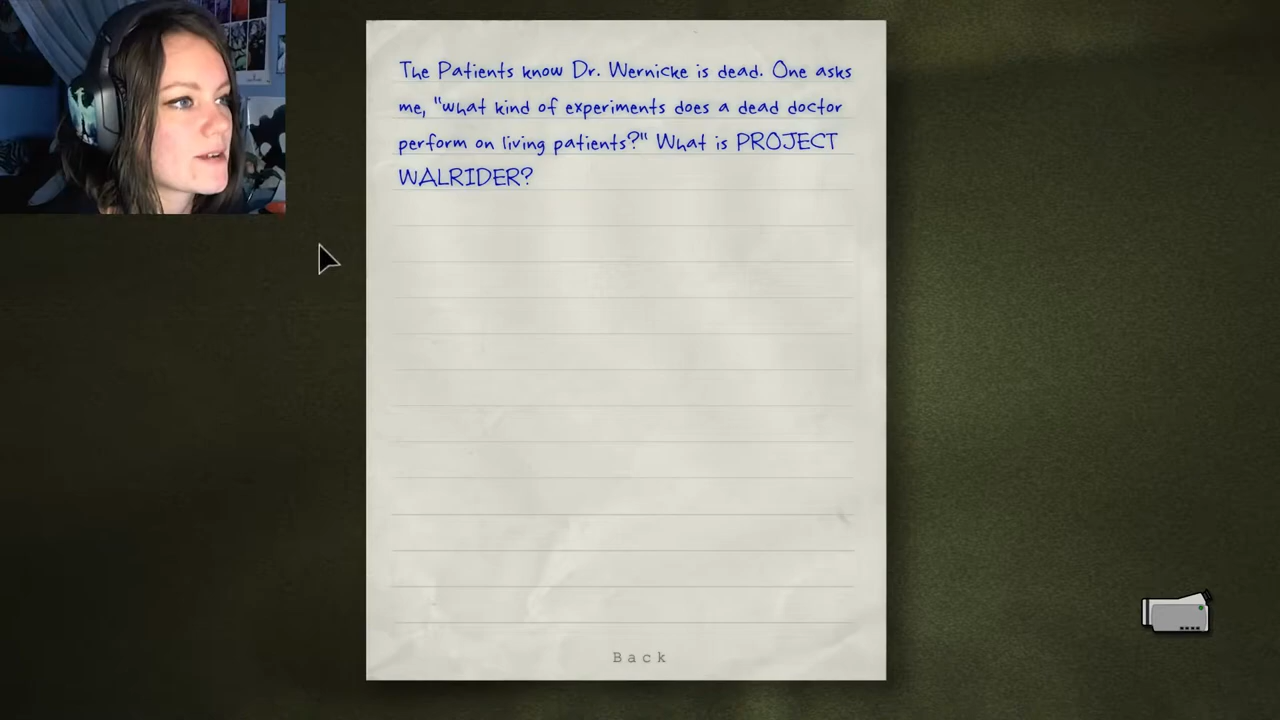 The Patients know Dr. Wernicke is dead. One asks
me, "what kind of experiments does a dead doctor
perform on living patients?" What is PROJECT
WALRIDER?
Back